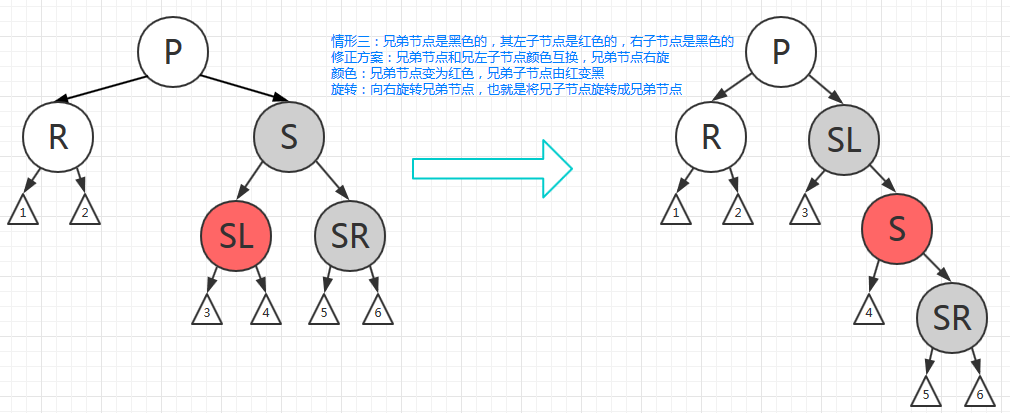 情形三：兄弟节点是黑色的，其左子节点是红色的，右子节点是黑色的
修正方案：兄弟节点和兄左子节点颜色互换，兄弟节点右旋
颜色：兄弟节点变为红色，兄弟子节点由红变黑
旋转：向右旋转兄弟节点，也就是将兄子节点旋转成兄弟节点
P
R
S
1
2
SL
SR
3
4
5
6
P
R
SL
1
2
3
S
4
SR
5
6